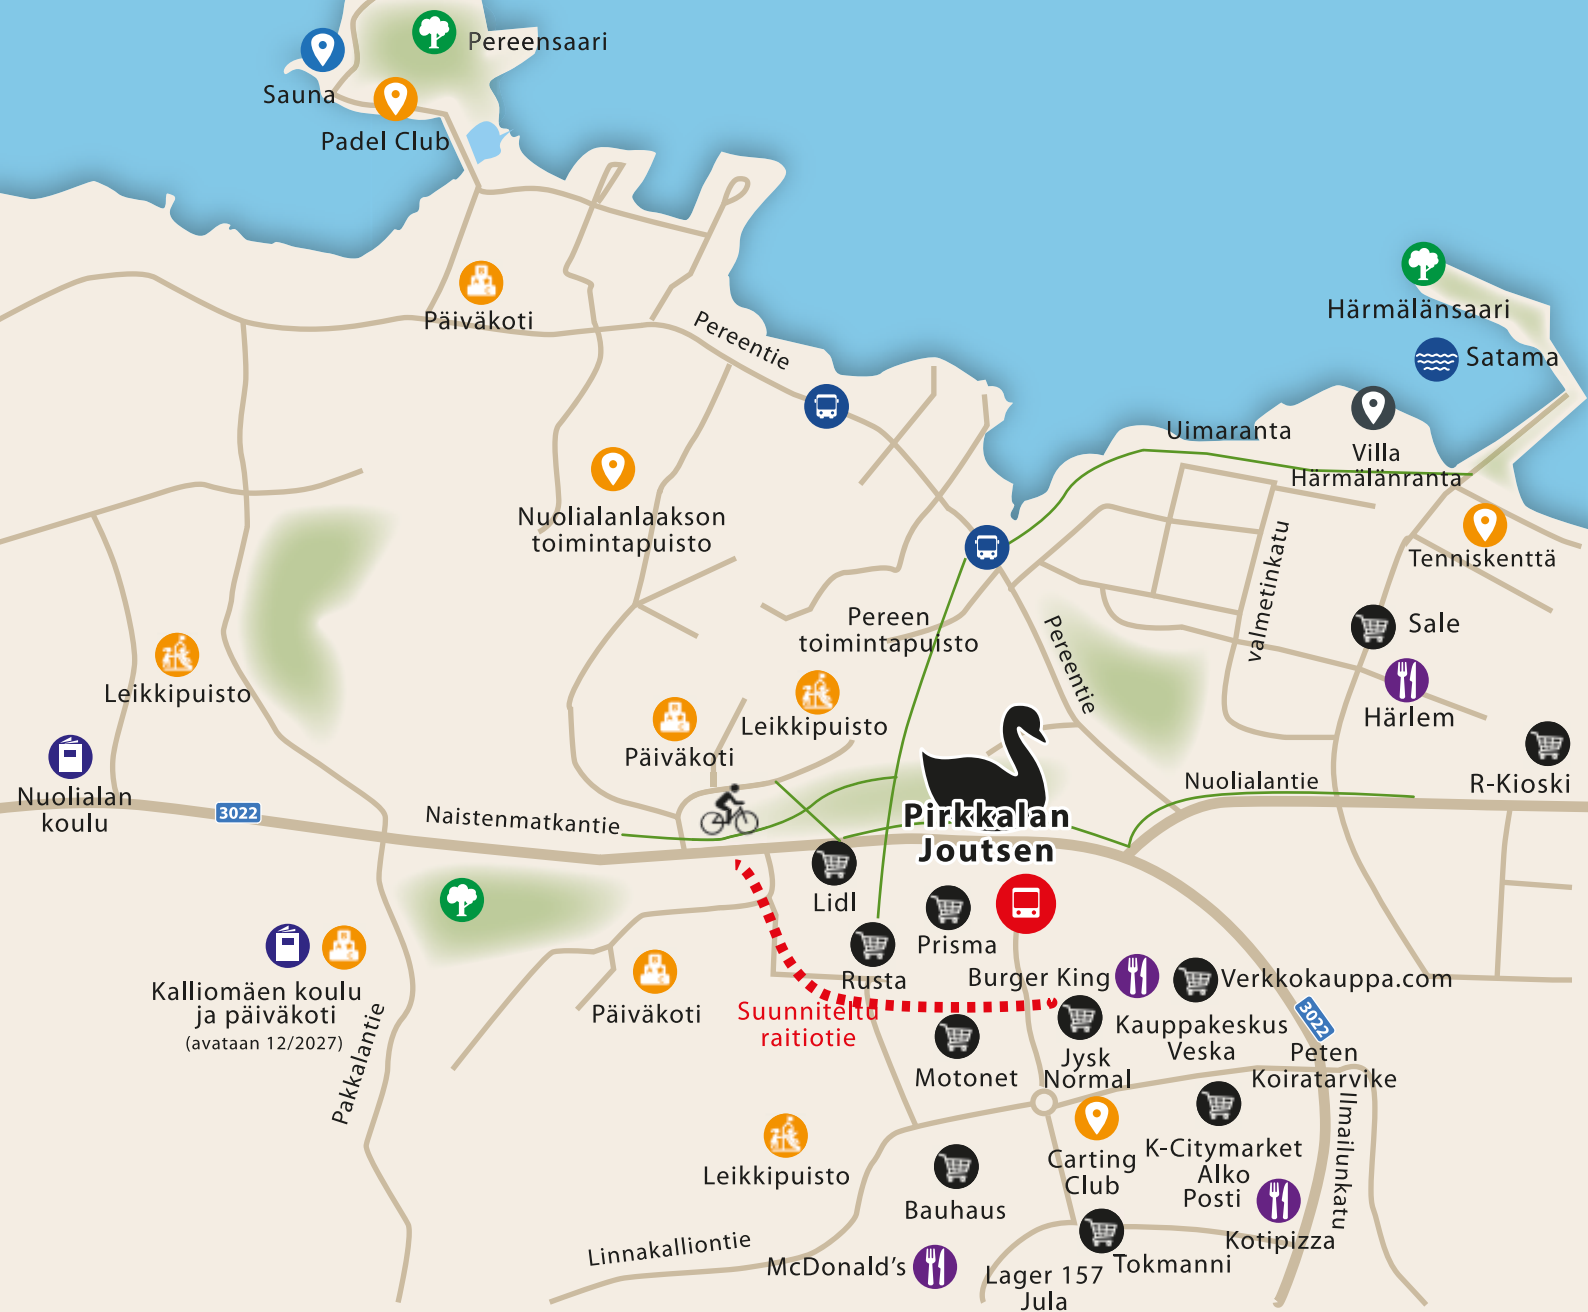 Pereensaari
Sauna
Padel Club
Päiväkoti
Pereentie
Härmälänsaari
Satama
Uimaranta
Villa
Härmälänranta
Nuolialanlaakson
toimintapuisto
Tenniskenttä
valmetinkatu
Pereen
toimintapuisto
Pereentie
Sale
Leikkipuisto
Härlem
Leikkipuisto
Päiväkoti
R-Kioski
Nuolialantie
Nuolialan
koulu
3022
Naistenmatkantie
Pirkkalan
Joutsen
Lidl
Prisma
Rusta
Burger King
Verkkokauppa.com
Kalliomäen koulu
ja päiväkoti
(avataan 12/2027)
Pakkalantie
Päiväkoti
Suunniteltu
raitiotie
Motonet
Jysk
Normal
Kauppakeskus
Veska
3022
Peten
Koiratarvike
Ilmailunkatu
Leikkipuisto
Carting
Club
K-Citymarket
Alko
Posti
Bauhaus
Kotipizza
Linnakalliontie
McDonald's
Lager 157
Jula
Tokmanni